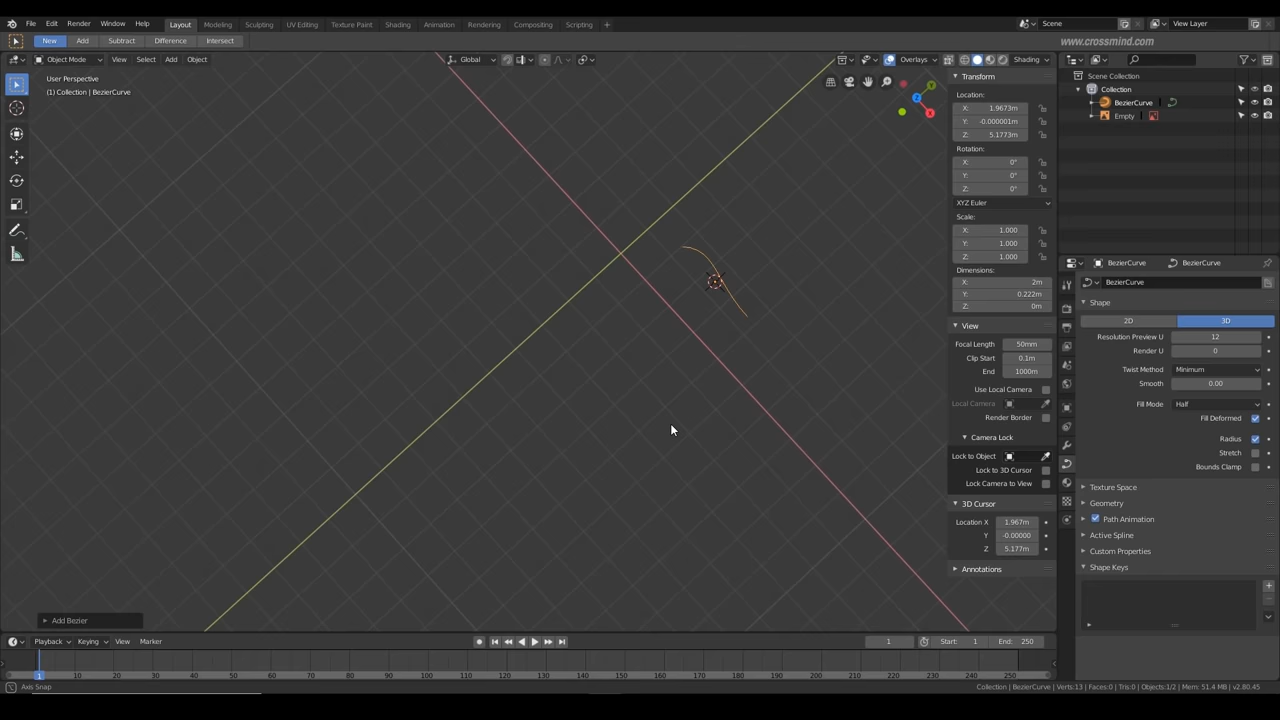 File Edit Render Window Help Layout Modeling Sculpting UV Editing Texture Paint Shading Animation Rendering Compositing Scripting + Scene View Layer
New Add Subtract Difference Intersect www.crossmind.com
Object Mode View Select Add Object Global Overlays Shading
User Perspective
(1) Collection | BezierCurve
Transform
Location:
X: 1.9673m
Y: -0.000001m
Z: 5.1773m
Rotation:
X: 0°
Y: 0°
Z: 0°
XYZ Euler
Scale:
X: 1.000
Y: 1.000
Z: 1.000
Dimensions:
X: 2m
Y: 0.222m
Z: 0m
View
Focal Length 50mm
Clip Start 0.1m
End 1000m
Use Local Camera
Local Camera
Render Border
Camera Lock
Lock to Object
Lock to 3D Cursor
Lock Camera to View
3D Cursor
Location X 1.967m
Y -0.00000
Z 5.177m
Annotations
Y
Z
X
Scene Collection
Collection
BezierCurve
Empty
BezierCurve BezierCurve
BezierCurve
Shape
2D 3D
Resolution Preview U 12
Render U 0
Twist Method Minimum
Smooth 0.00
Fill Mode Half
Fill Deformed
Radius
Stretch
Bounds Clamp
Texture Space
Geometry
Path Animation
Active Spline
Custom Properties
Shape Keys
Add Bezier
Playback Keying View Marker 1 Start: 1 End: 250
1 10 20 30 40 50 60 70 80 90 100 110 120 130 140 150 160 170 180 190 200 210 220 230 240 250
Axis Snap Collection | BezierCurve | Verts:13 | Faces:0 | Tris:0 | Objects:1/2 | Mem: 51.4 MB | v2.80.45